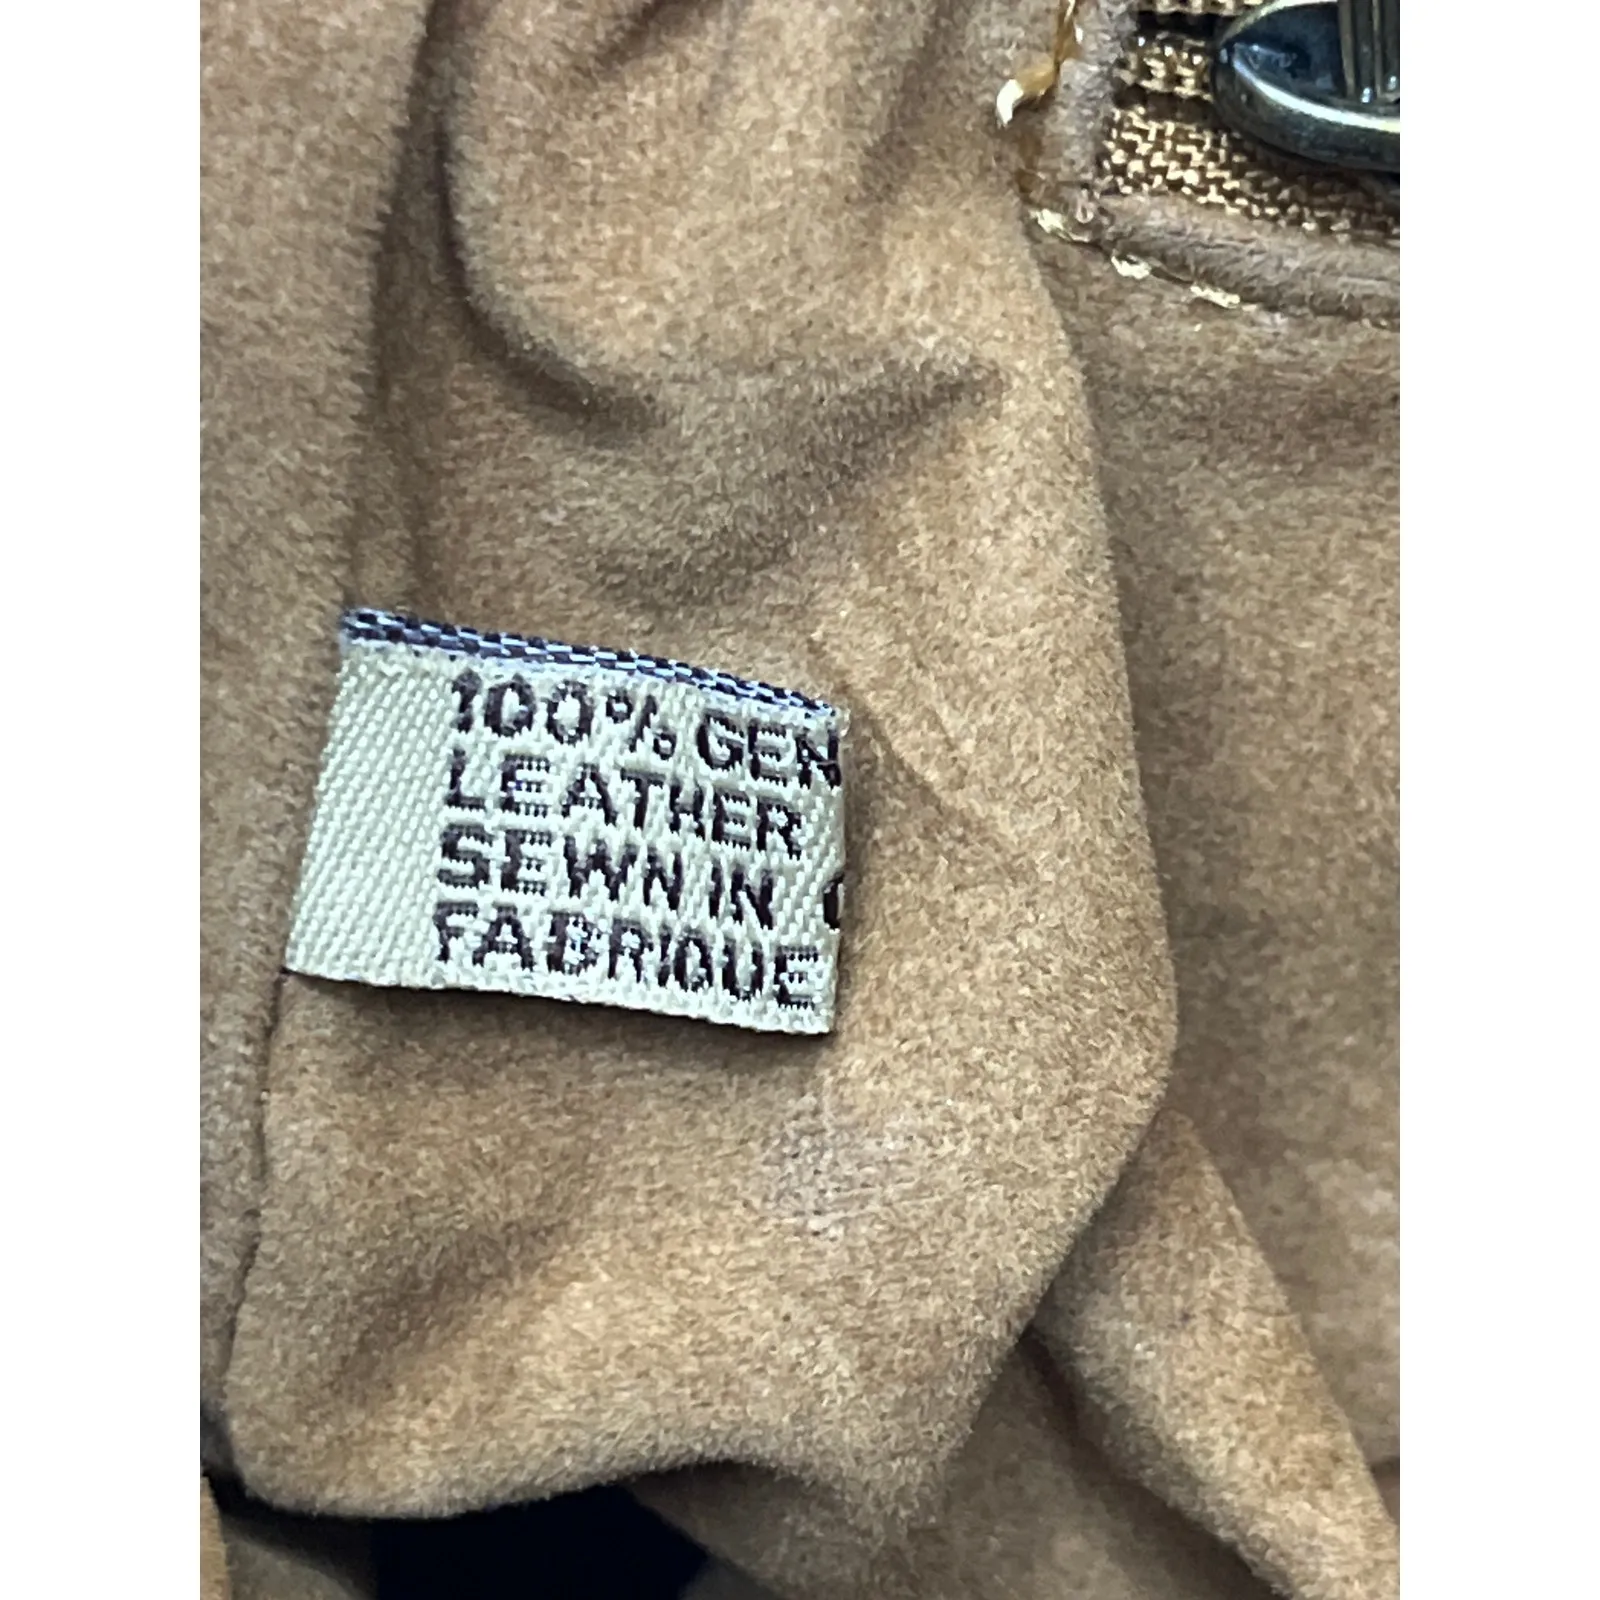 100% GEN
LEATHER
SEWN IN
FABRIQUE